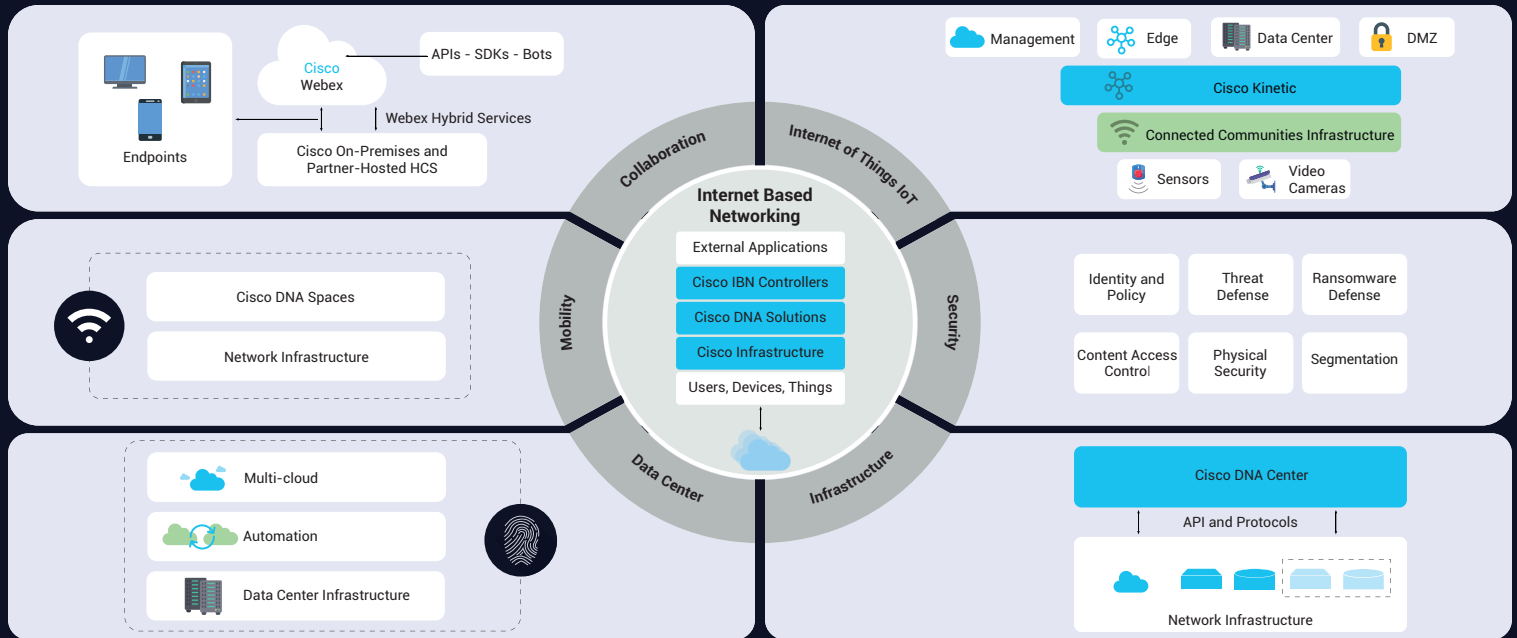 Cisco
Webex
APIs - SDKs - Bots
Webex Hybrid Services
Endpoints
Cisco On-Premises and
Partner-Hosted HCS
Collaboration
Internet of Things IoT
Management
Edge
Data Center
DMZ
Cisco Kinetic
Connected Communities Infrastructure
Sensors
Video
Cameras
Cisco DNA Spaces
Network Infrastructure
Mobility
Internet Based
Networking
External Applications
Cisco IBN Controllers
Cisco DNA Solutions
Cisco Infrastructure
Users, Devices, Things
Security
Identity and
Policy
Threat
Defense
Ransomware
Defense
Content Access
Control
Physical
Security
Segmentation
Multi-cloud
Automation
Data Center Infrastructure
Data Center
Infrastructure
Cisco DNA Center
API and Protocols
Network Infrastructure